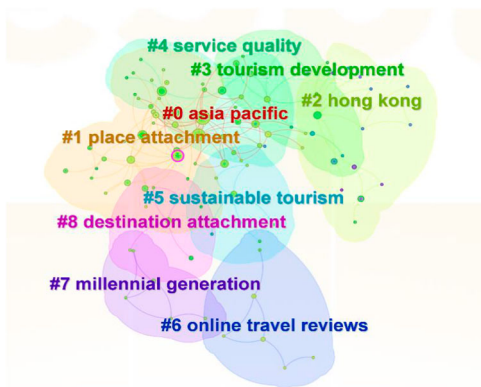 #4 service quality
#3 tourism development
#2 hong kong
#0 asia pacific
#1 place attachment
#5 sustainable tourism
#8 destination attachment
#7 millennial generation
#6 online travel reviews